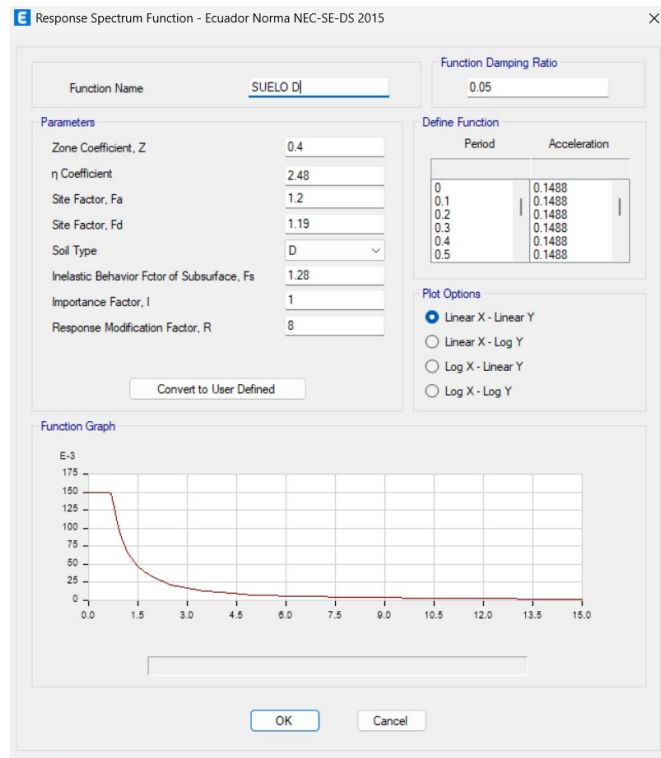 E Response Spectrum Function - Ecuador Norma NEC-SE-DS 2015
Function Name SUELO D
Function Damping Ratio
0.05
Parameters
Zone Coefficient, Z 0.4
η Coefficient 2.48
Site Factor, Fa 1.2
Site Factor, Fd 1.19
Soil Type D
Inelastic Behavior Fctor of Subsurface, Fs 1.28
Importance Factor, I 1
Response Modification Factor, R 8
Convert to User Defined
Define Function
Period Acceleration
0 0.1488
0.1 0.1488
0.2 0.1488
0.3 0.1488
0.4 0.1488
0.5 0.1488
Plot Options
Linear X - Linear Y
Linear X - Log Y
Log X - Linear Y
Log X - Log Y
Function Graph
E-3
175
150
125
100
75
50
25
0
0.0 1.5 3.0 4.5 6.0 7.5 9.0 10.5 12.0 13.5 15.0
OK Cancel